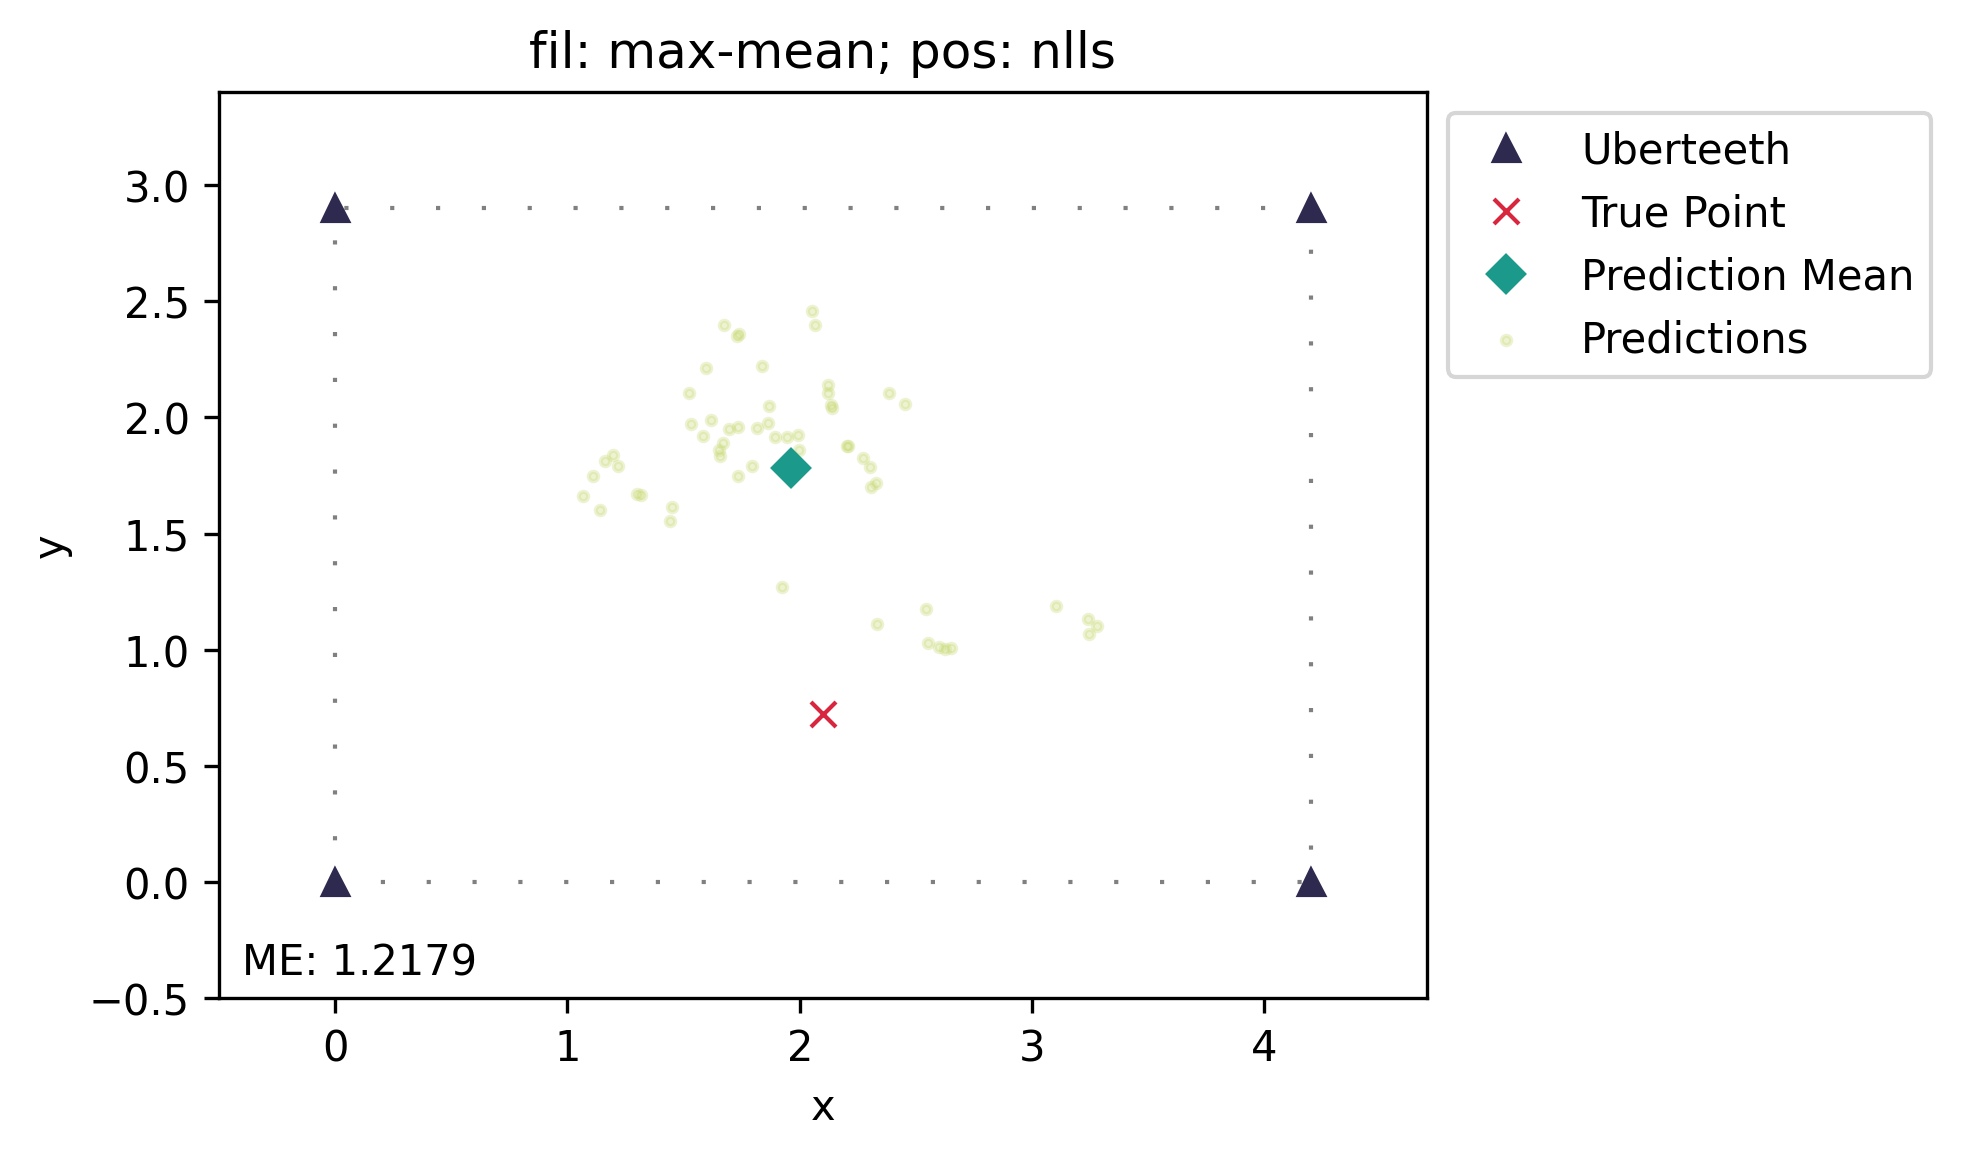 fil: max-mean; pos: nlls
Uberteeth
True Point
Prediction Mean
Predictions
3.0
2.5
2.0
1.5
1.0
0.5
0.0
−0.5
y
ME: 1.2179
0 1 2 3 4
x